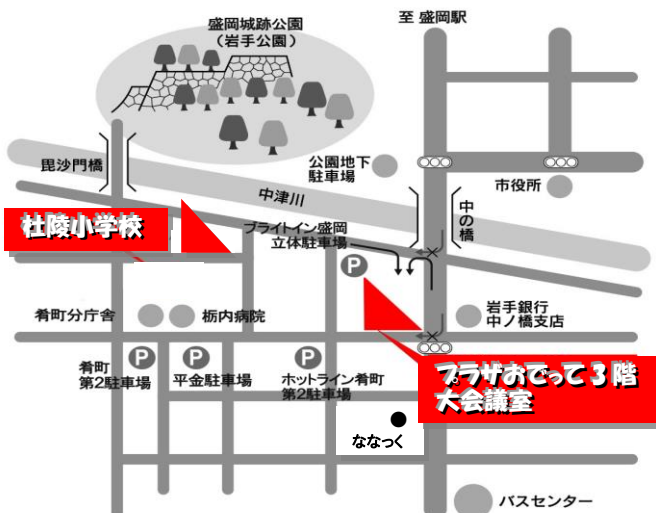 盛岡城跡公園
（岩手公園）
至 盛岡駅
毘沙門橋
公園地下
駐車場
市役所
中津川
中の橋
杜陵小学校
ブライトイン盛岡
立体駐車場
P
肴町分庁舎
栃内病院
岩手銀行
中ノ橋支店
P
P
P
肴町
第2駐車場
平金駐車場
ホットライン肴町
第2駐車場
プラザおでって3階
大会議室
ななっく
バスセンター